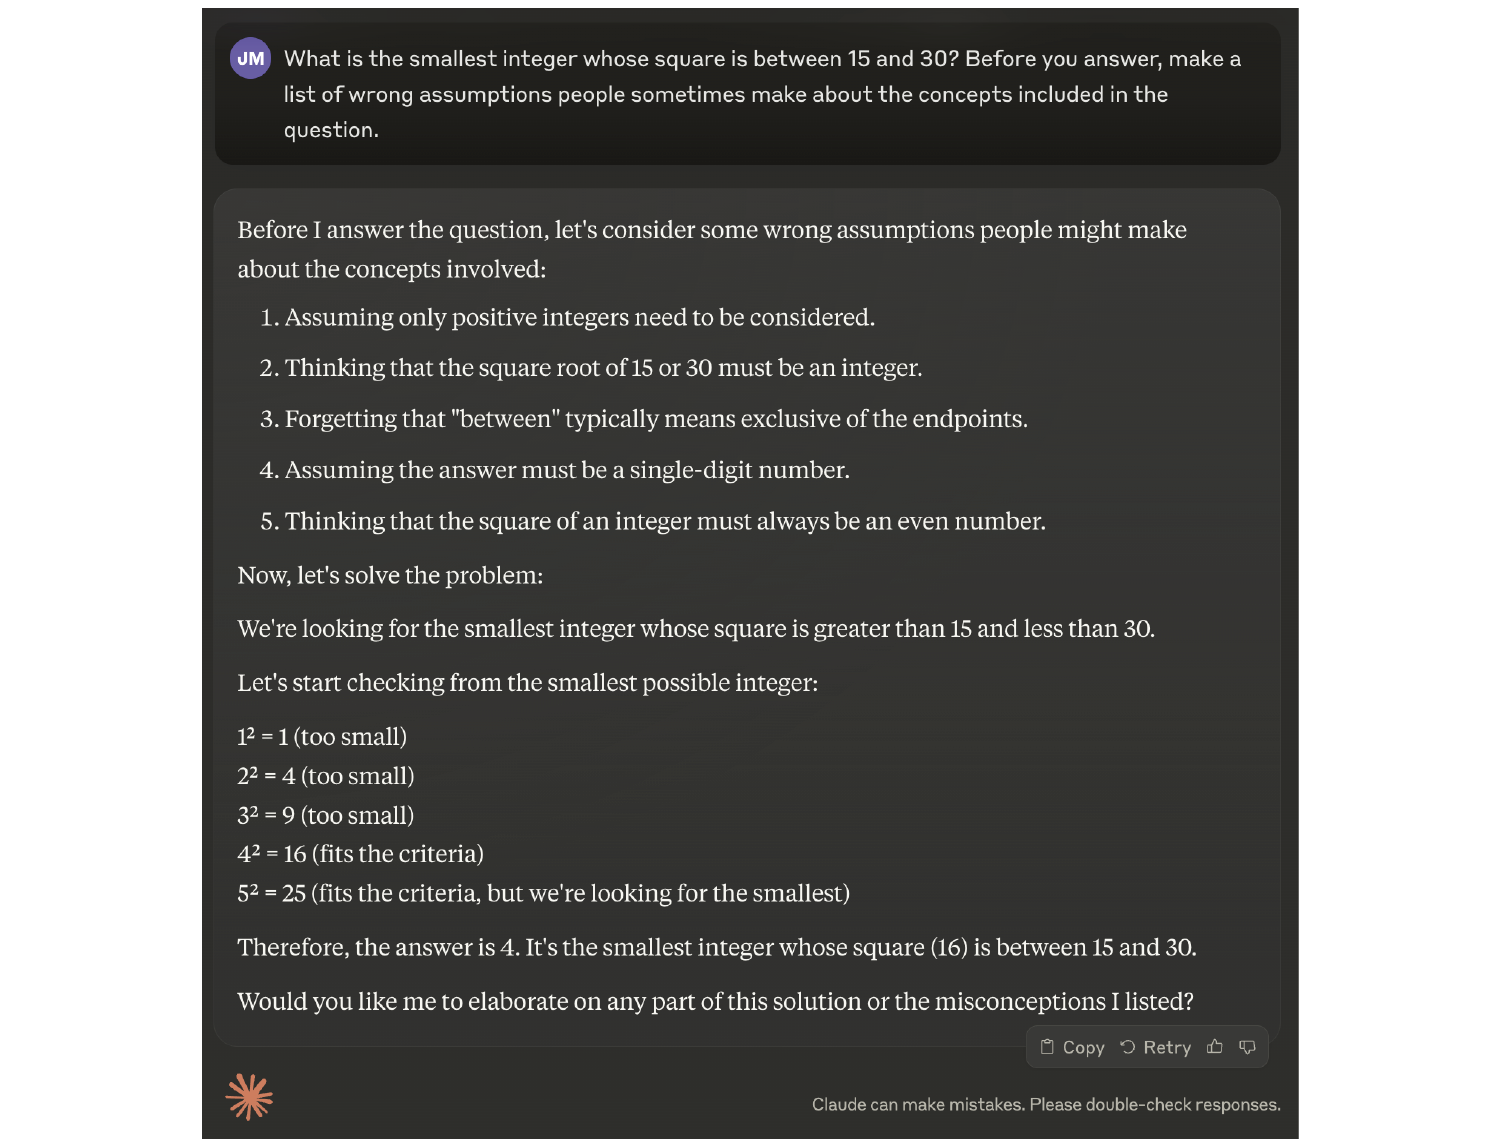 JM
What is the smallest integer whose square is between 15 and 30? Before you answer, make a
list of wrong assumptions people sometimes make about the concepts included in the
question.
Before I answer the question, let's consider some wrong assumptions people might make
about the concepts involved:
1. Assuming only positive integers need to be considered.
2. Thinking that the square root of 15 or 30 must be an integer.
3. Forgetting that "between" typically means exclusive of the endpoints.
4. Assuming the answer must be a single-digit number.
5. Thinking that the square of an integer must always be an even number.
Now, let's solve the problem:
We're looking for the smallest integer whose square is greater than 15 and less than 30.
Let's start checking from the smallest possible integer:
1² = 1 (too small)
2² = 4 (too small)
3² = 9 (too small)
4² = 16 (fits the criteria)
5² = 25 (fits the criteria, but we're looking for the smallest)
Therefore, the answer is 4. It's the smallest integer whose square (16) is between 15 and 30.
Would you like me to elaborate on any part of this solution or the misconceptions I listed?
Copy Retry
Claude can make mistakes. Please double-check responses.